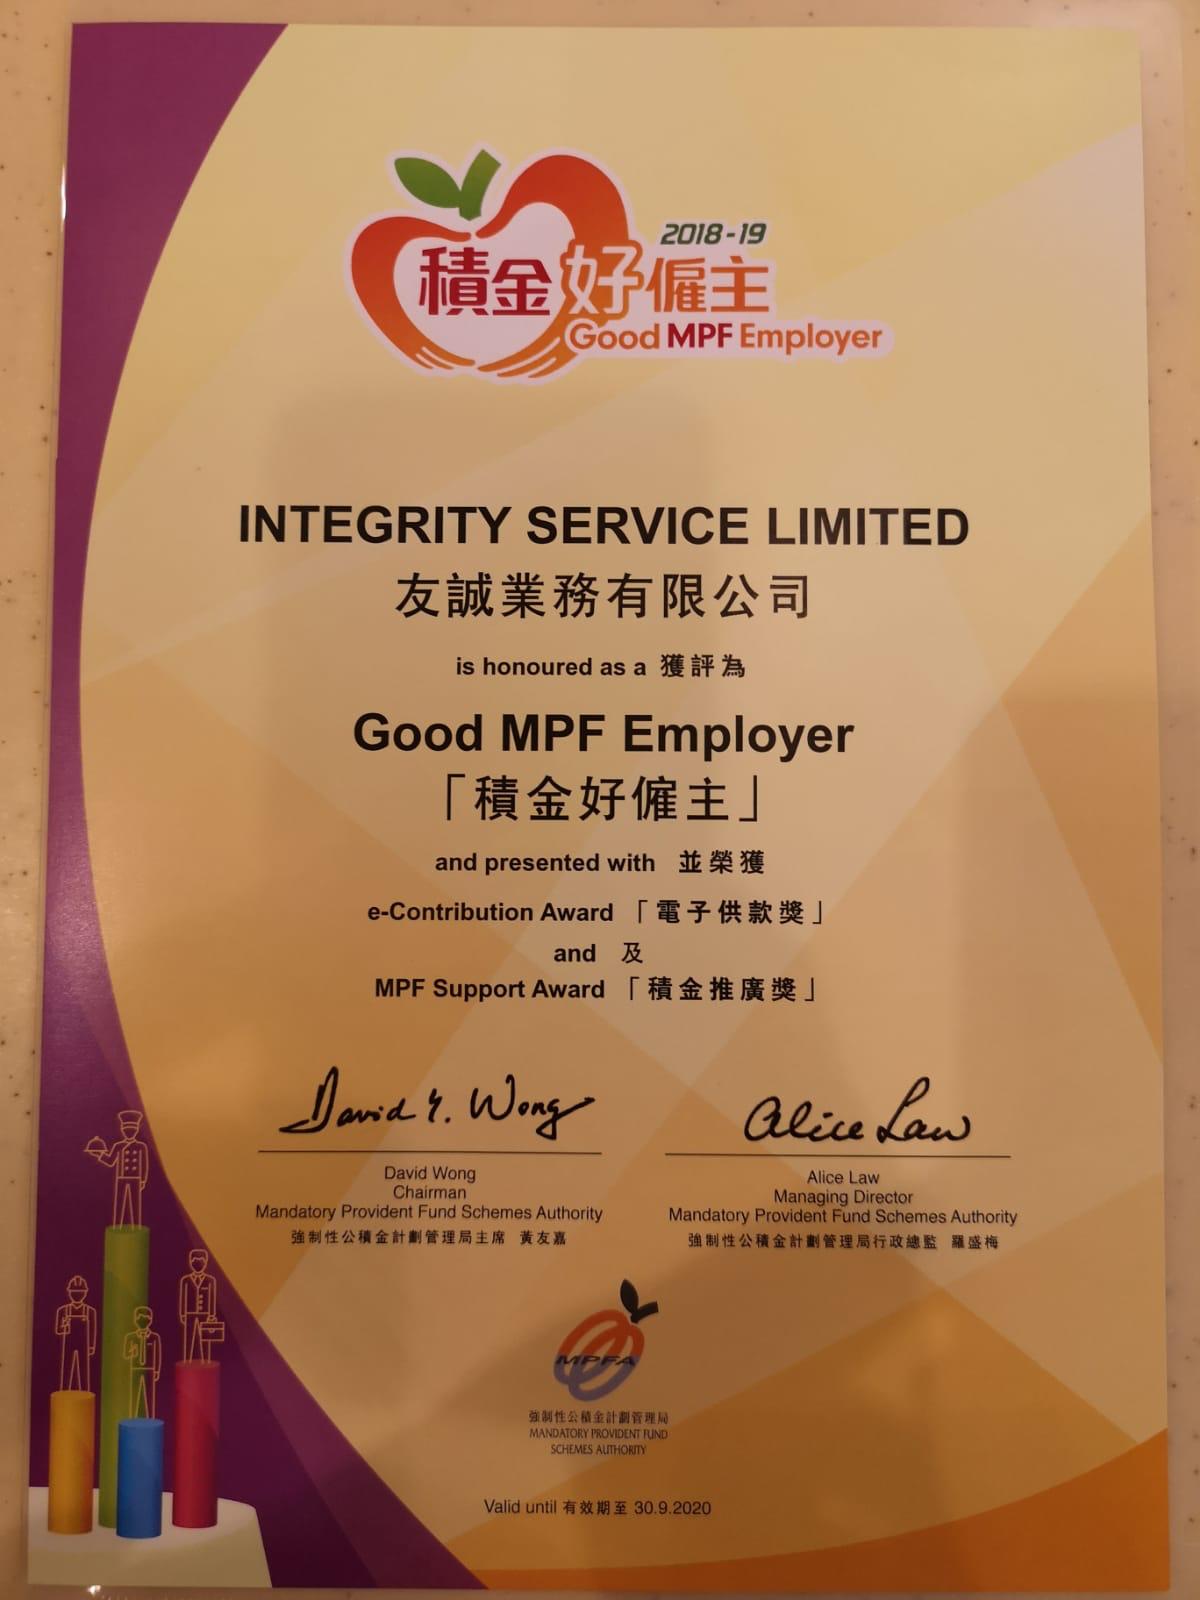 2018-19
積金好僱主
Good MPF Employer
INTEGRITY SERVICE LIMITED
友誠業務有限公司
is honoured as a 獲評為
Good MPF Employer
「積金好僱主」
and presented with 並榮獲
e-Contribution Award 「電子供款獎」
and 及
MPF Support Award 「積金推廣獎」
David Y. Wong
Alice Law
David Wong
Chairman
Mandatory Provident Fund Schemes Authority
強制性公積金計劃管理局主席 黃友嘉
Alice Law
Managing Director
Mandatory Provident Fund Schemes Authority
強制性公積金計劃管理局行政總監 羅盛梅
MPFA
強制性公積金計劃管理局
MANDATORY PROVIDENT FUND
SCHEMES AUTHORITY
Valid until 有效期至 30.9.2020